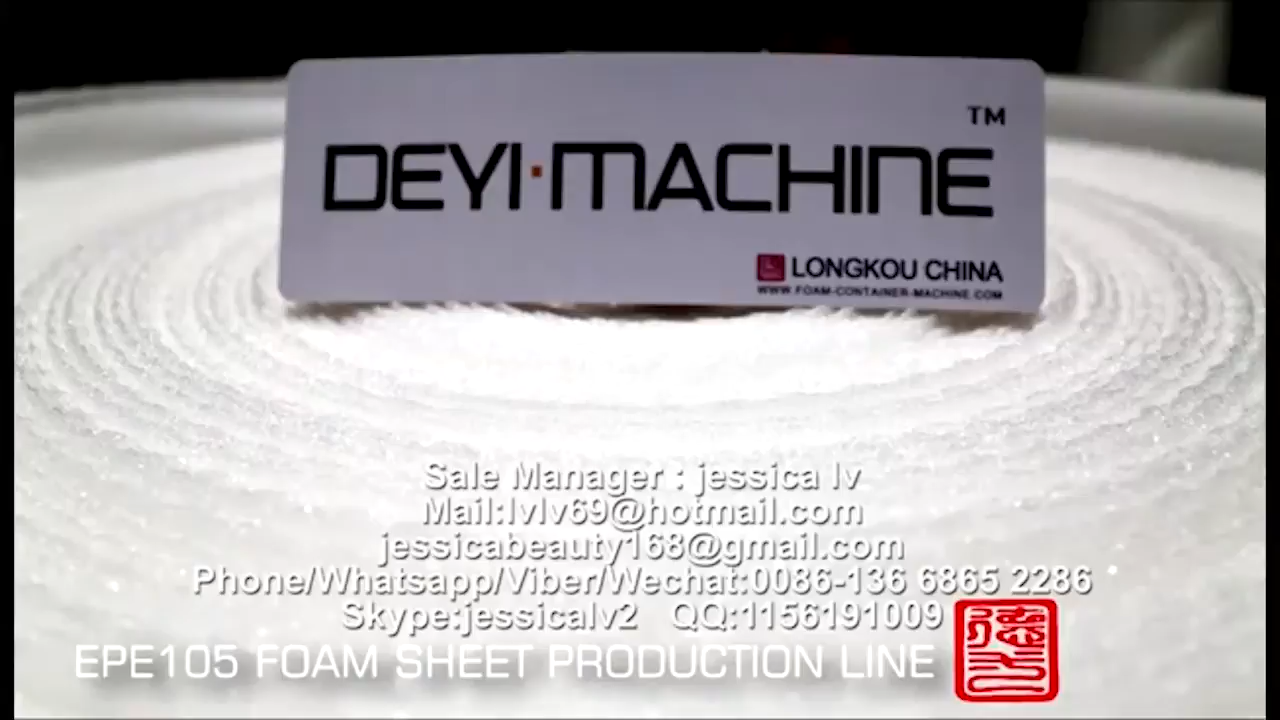 TM
DEYI·MACHINE
LONGKOU CHINA
WWW.FOAM-CONTAINER-MACHINE.COM
Sale Manager : jessica lv
Mail:lvlv69@hotmail.com
jessicabeauty168@gmail.com
Phone/Whatsapp/Viber/Wechat:0086-136 6865 2286
Skype:jessicalv2 QQ:1156191009
EPE105 FOAM SHEET PRODUCTION LINE